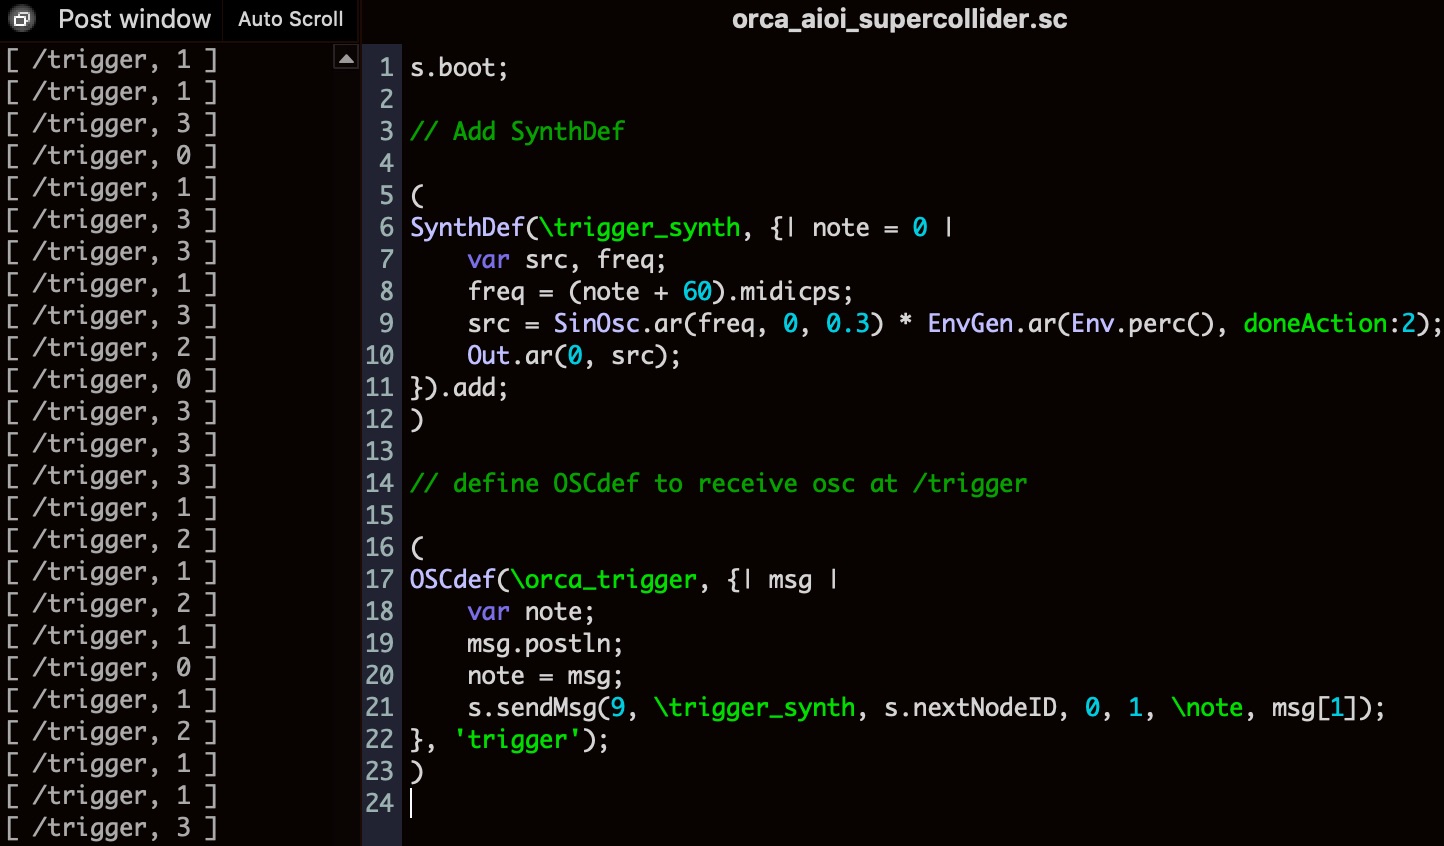 Post window
Auto Scroll
[ /trigger, 1 ]
[ /trigger, 1 ]
[ /trigger, 3 ]
[ /trigger, 0 ]
[ /trigger, 1 ]
[ /trigger, 3 ]
[ /trigger, 3 ]
[ /trigger, 1 ]
[ /trigger, 3 ]
[ /trigger, 2 ]
[ /trigger, 0 ]
[ /trigger, 3 ]
[ /trigger, 3 ]
[ /trigger, 3 ]
[ /trigger, 1 ]
[ /trigger, 2 ]
[ /trigger, 1 ]
[ /trigger, 2 ]
[ /trigger, 1 ]
[ /trigger, 0 ]
[ /trigger, 1 ]
[ /trigger, 2 ]
[ /trigger, 1 ]
[ /trigger, 1 ]
[ /trigger, 3 ]
orca_aioi_supercollider.sc
1 s.boot;
2
3 // Add SynthDef
4
5 (
6 SynthDef(\trigger_synth, {| note = 0 |
7     var src, freq;
8     freq = (note + 60).midicps;
9     src = SinOsc.ar(freq, 0, 0.3) * EnvGen.ar(Env.perc(), doneAction:2);
10     Out.ar(0, src);
11 }).add;
12 )
13
14 // define OSCdef to receive osc at /trigger
15
16 (
17 OSCdef(\orca_trigger, {| msg |
18     var note;
19     msg.postln;
20     note = msg;
21     s.sendMsg(9, \trigger_synth, s.nextNodeID, 0, 1, \note, msg[1]);
22 }, 'trigger');
23 )
24